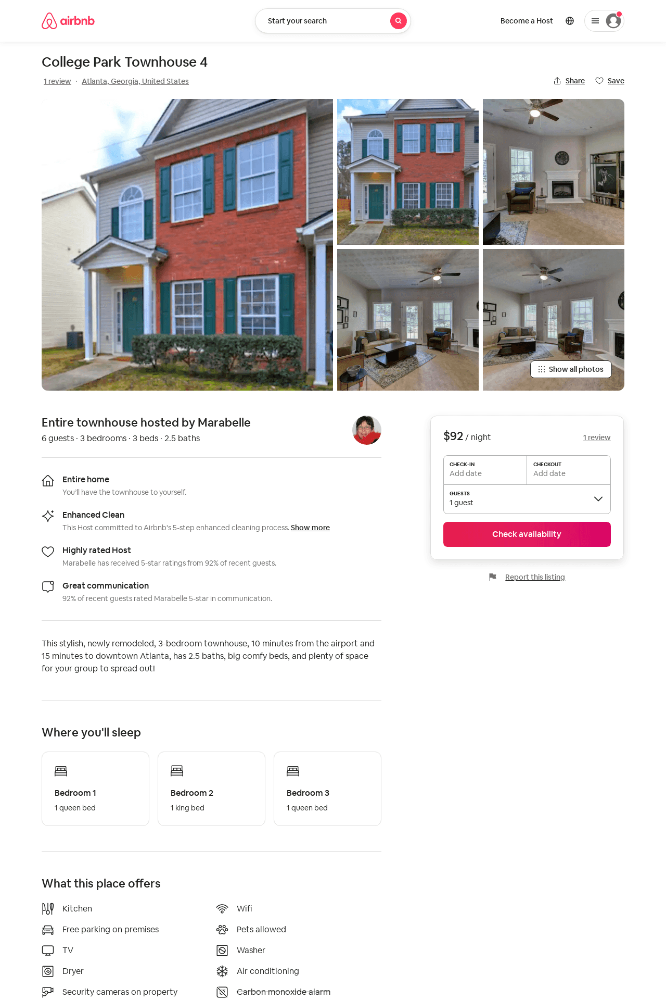 airbnb
Start your search
Become a Host
College Park Townhouse 4
1 review · Atlanta, Georgia, United States
Share
Save
Show all photos
Entire townhouse hosted by Marabelle
6 guests · 3 bedrooms · 3 beds · 2.5 baths
Entire home
You’ll have the townhouse to yourself.
Enhanced Clean
This Host committed to Airbnb's 5-step enhanced cleaning process. Show more
Highly rated Host
Marabelle has received 5-star ratings from 92% of recent guests.
Great communication
92% of recent guests rated Marabelle 5-star in communication.
$92 / night
1 review
CHECK-IN
Add date
CHECKOUT
Add date
GUESTS
1 guest
Check availability
Report this listing
This stylish, newly remodeled, 3-bedroom townhouse, 10 minutes from the airport and
15 minutes to downtown Atlanta, has 2.5 baths, big comfy beds, and plenty of space
for your group to spread out!
Where you'll sleep
Bedroom 1
1 queen bed
Bedroom 2
1 king bed
Bedroom 3
1 queen bed
What this place offers
Kitchen
Wifi
Free parking on premises
Pets allowed
TV
Washer
Dryer
Air conditioning
Security cameras on property
Carbon monoxide alarm